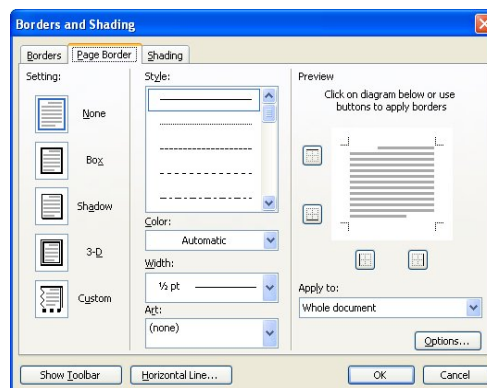 Borders and Shading
Borders
Page Border
Shading
Setting:
None
Box
Shadow
3-D
Custom
Style:
Color:
Automatic
Width:
½ pt
Art:
(none)
Preview
Click on diagram below or use
buttons to apply borders
Apply to:
Whole document
Options...
Show Toolbar
Horizontal Line...
OK
Cancel